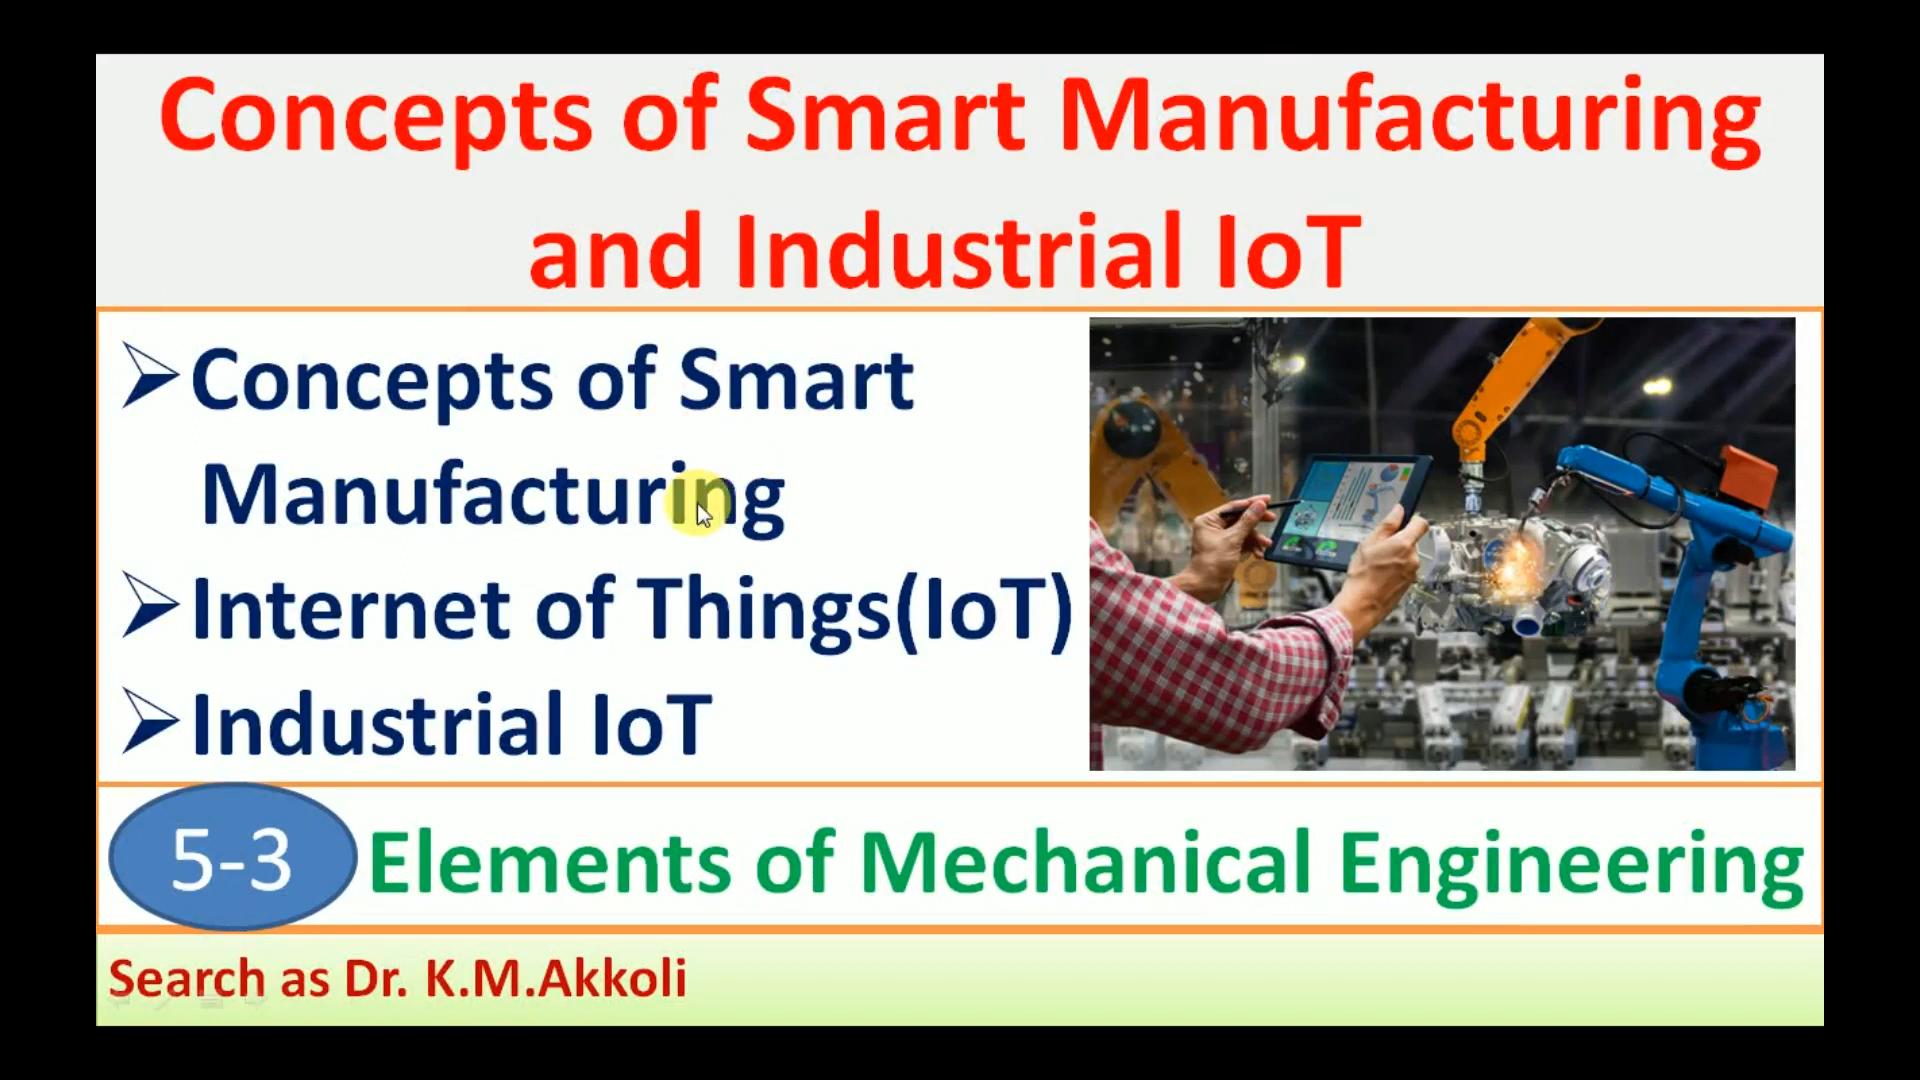 Concepts of Smart Manufacturing
and Industrial IoT
Concepts of Smart
Manufacturing
Internet of Things(IoT)
Industrial IoT
5-3
Elements of Mechanical Engineering
Search as Dr. K.M.Akkoli